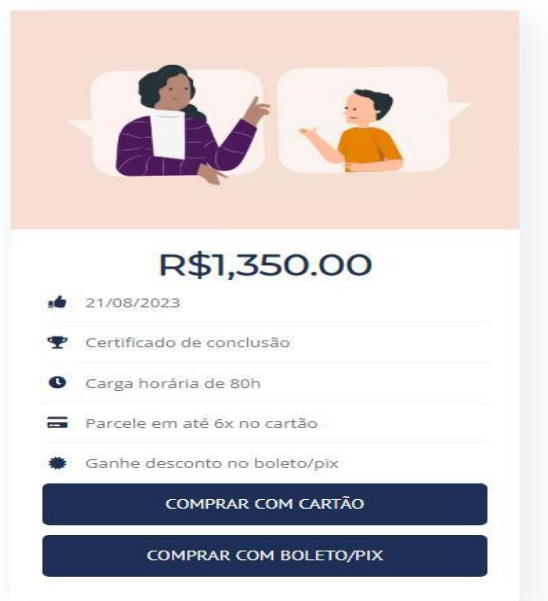 R$1,350.00
21/08/2023
Certificado de conclusão
Carga horária de 80h
Parcele em até 6x no cartão
Ganhe desconto no boleto/pix
COMPRAR COM CARTÃO
COMPRAR COM BOLETO/PIX